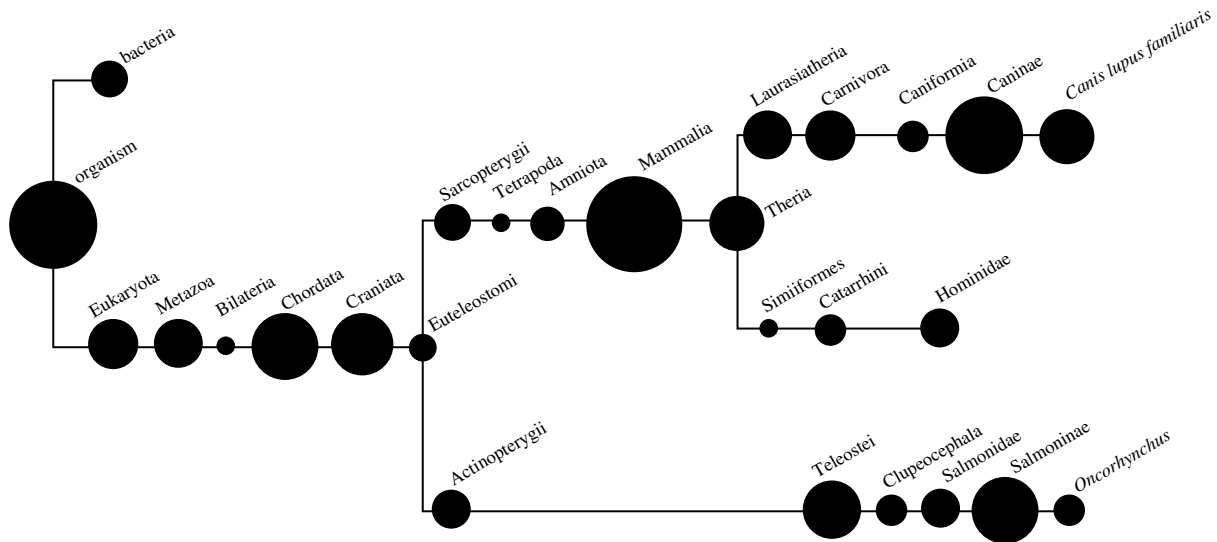 bacteria
organism
Eukaryota
Metazoa
Bilateria
Chordata
Craniata
Euteleostomi
Sarcopterygii
Tetrapoda
Amniota
Mammalia
Theria
Laurasiatheria
Carnivora
Caniformia
Caninae
Canis lupus familiaris
Simiiformes
Catarrhini
Hominidae
Actinopterygii
Teleostei
Clupeocephala
Salmonidae
Salmoninae
Oncorhynchus